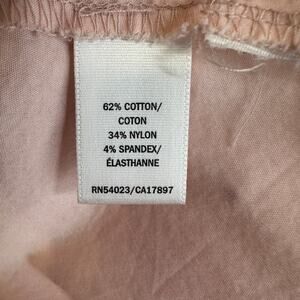 62% COTTON/
COTON
34% NYLON
4% SPANDEX/
ÉLASTHANNE
RN54023/CA17897